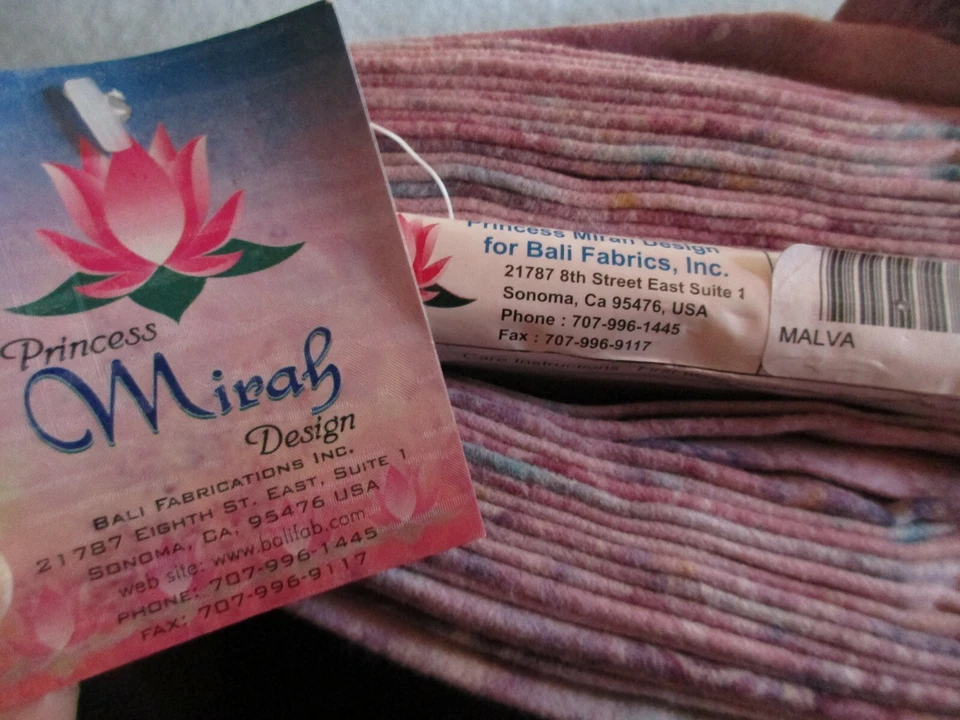 Princess
Mirah
Design
BALI FABRICATIONS INC.
21787 EIGHTH ST. EAST, SUITE 1
SONOMA, CA, 95476 USA
web site: www.balifab.com
PHONE: 707-996-1445
FAX: 707-996-9117
Princess Mirah Design
for Bali Fabrics, Inc.
21787 8th Street East Suite 1
Sonoma, Ca 95476, USA
Phone : 707-996-1445
Fax : 707-996-9117
Care Instructions
MALVA